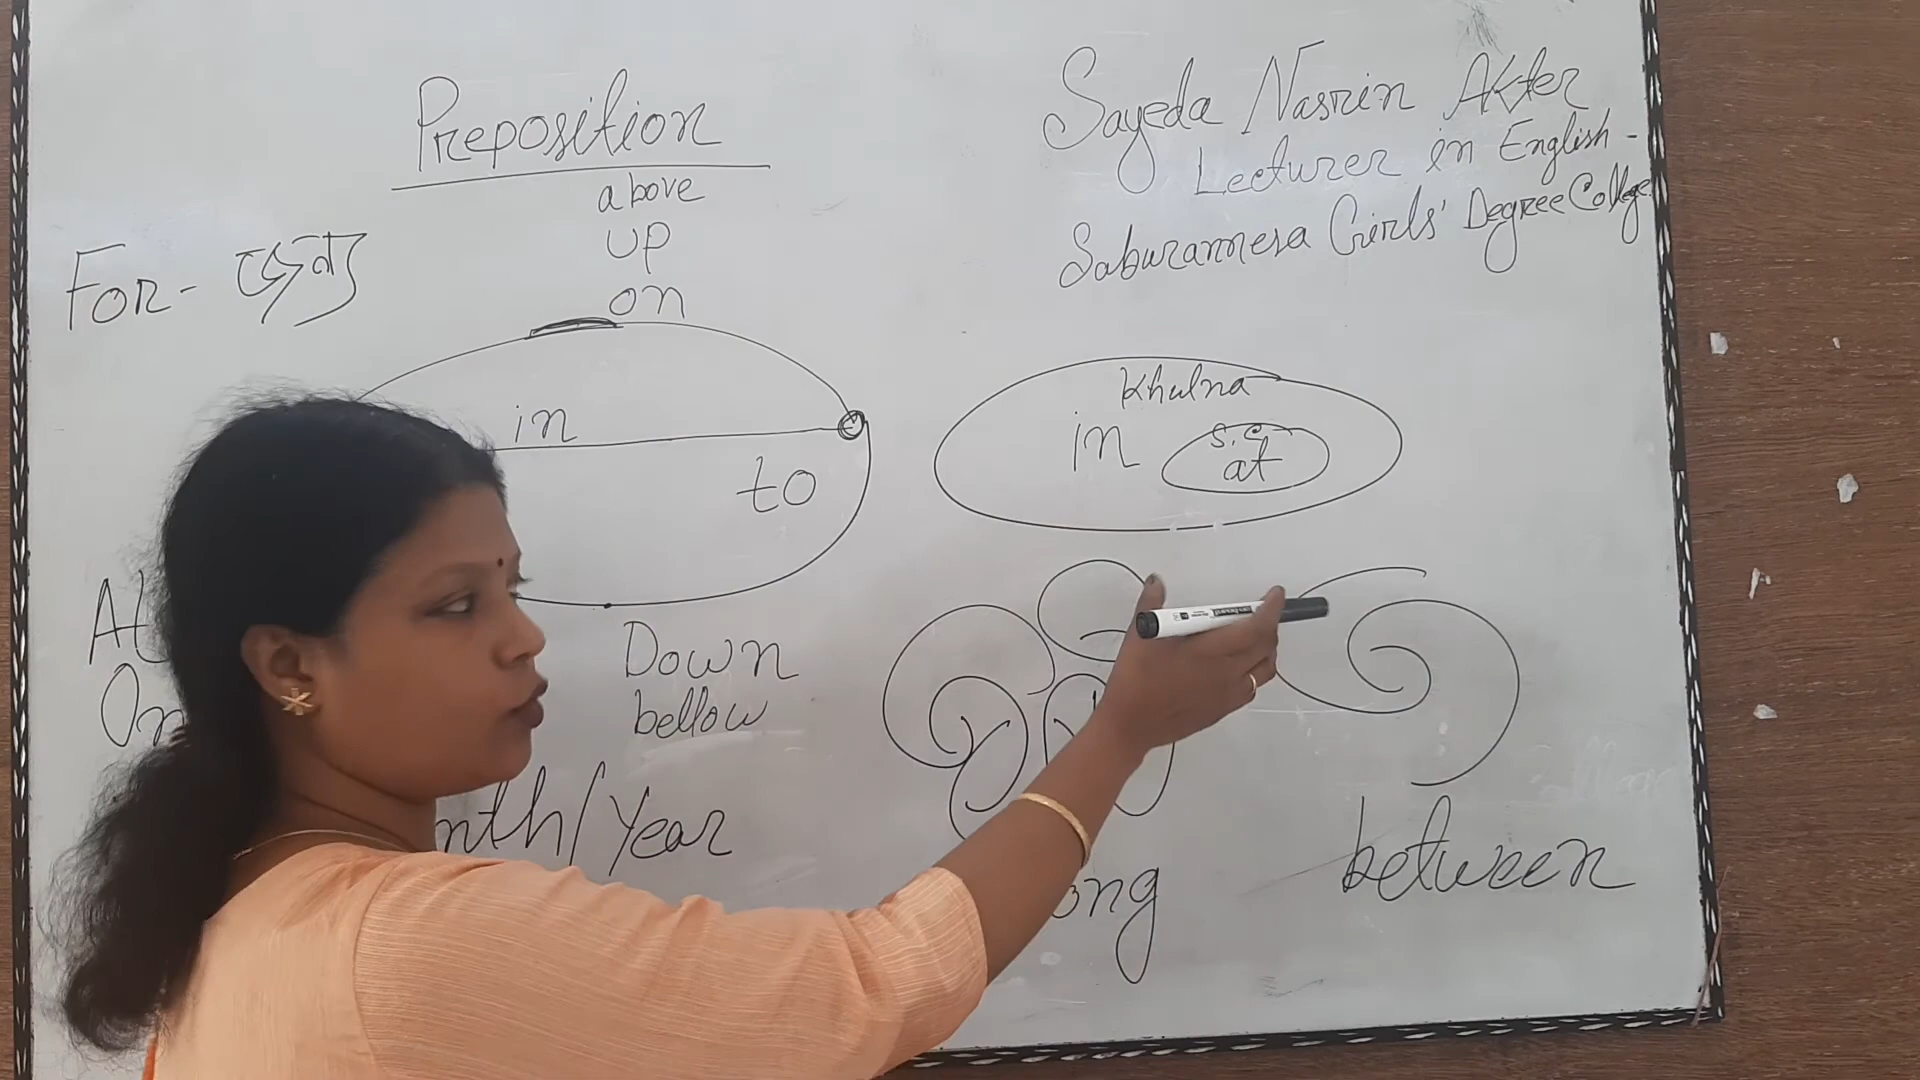 Preposition
above
up
on
For - জন্য
in
to
Down
bellow
Sayeda Nasrin Akter
Lecturer in English -
Saburannesa Girls' Degree College
Khulna
in
S.C.
at
between
/Year